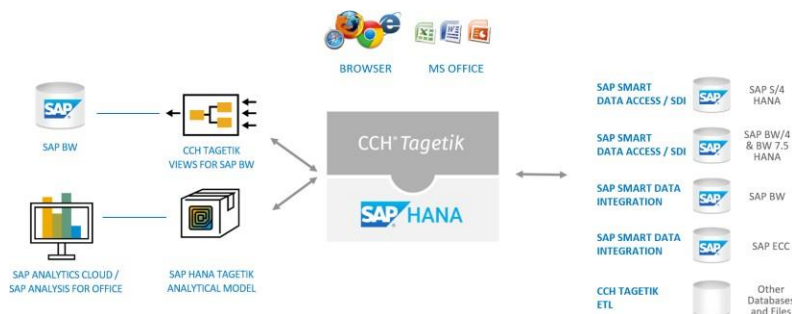 BROWSER
MS OFFICE
SAP
SAP BW
CCH TAGETIK
VIEWS FOR SAP BW
SAP ANALYTICS CLOUD /
SAP ANALYSIS FOR OFFICE
SAP HANA TAGETIK
ANALYTICAL MODEL
CCH® Tagetik
SAP HANA
SAP SMART
DATA ACCESS / SDI
SAP
SAP S/4
HANA
SAP SMART
DATA ACCESS / SDI
SAP
SAP BW/4
& BW 7.5
HANA
SAP SMART DATA
INTEGRATION
SAP
SAP BW
SAP SMART DATA
INTEGRATION
SAP
SAP ECC
CCH TAGETIK
ETL
Other
Databases
and Files